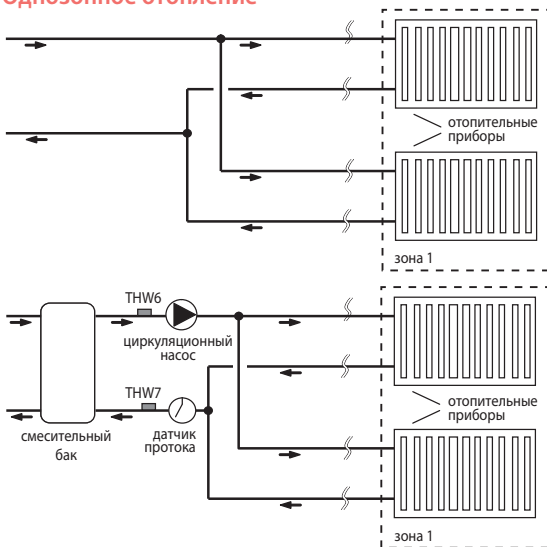 Однозонное отопление
отопительные
приборы
зона 1
THW6
циркуляционный
насос
THW7
датчик
протока
смесительный
бак
отопительные
приборы
зона 1